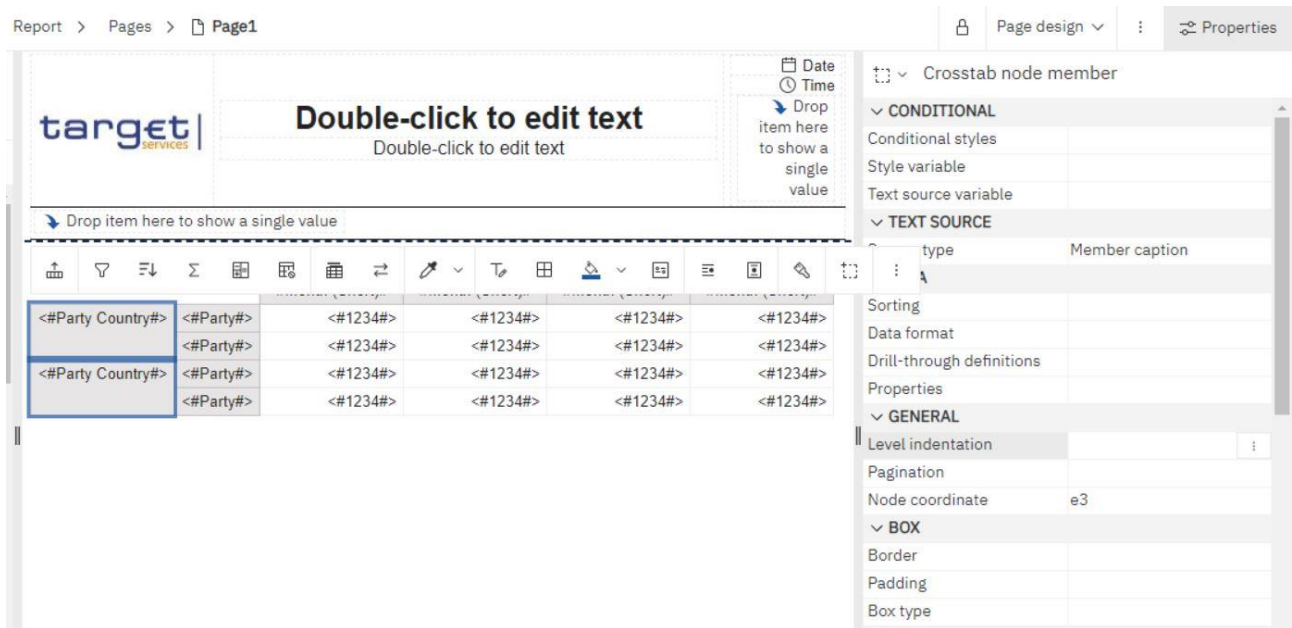 Report > Pages > Page1
Page design
Properties
target
services
Double-click to edit text
Double-click to edit text
Date
Time
Drop
item here
to show a
single
value
Drop item here to show a single value
<#Party Country#> <#Party#> <#1234#> <#1234#> <#1234#> <#1234#>
<#Party#> <#1234#> <#1234#> <#1234#> <#1234#>
<#Party Country#> <#Party#> <#1234#> <#1234#> <#1234#> <#1234#>
<#Party#> <#1234#> <#1234#> <#1234#> <#1234#>
Crosstab node member
CONDITIONAL
Conditional styles
Style variable
Text source variable
TEXT SOURCE
type Member caption
Sorting
Data format
Drill-through definitions
Properties
GENERAL
Level indentation
Pagination
Node coordinate e3
BOX
Border
Padding
Box type